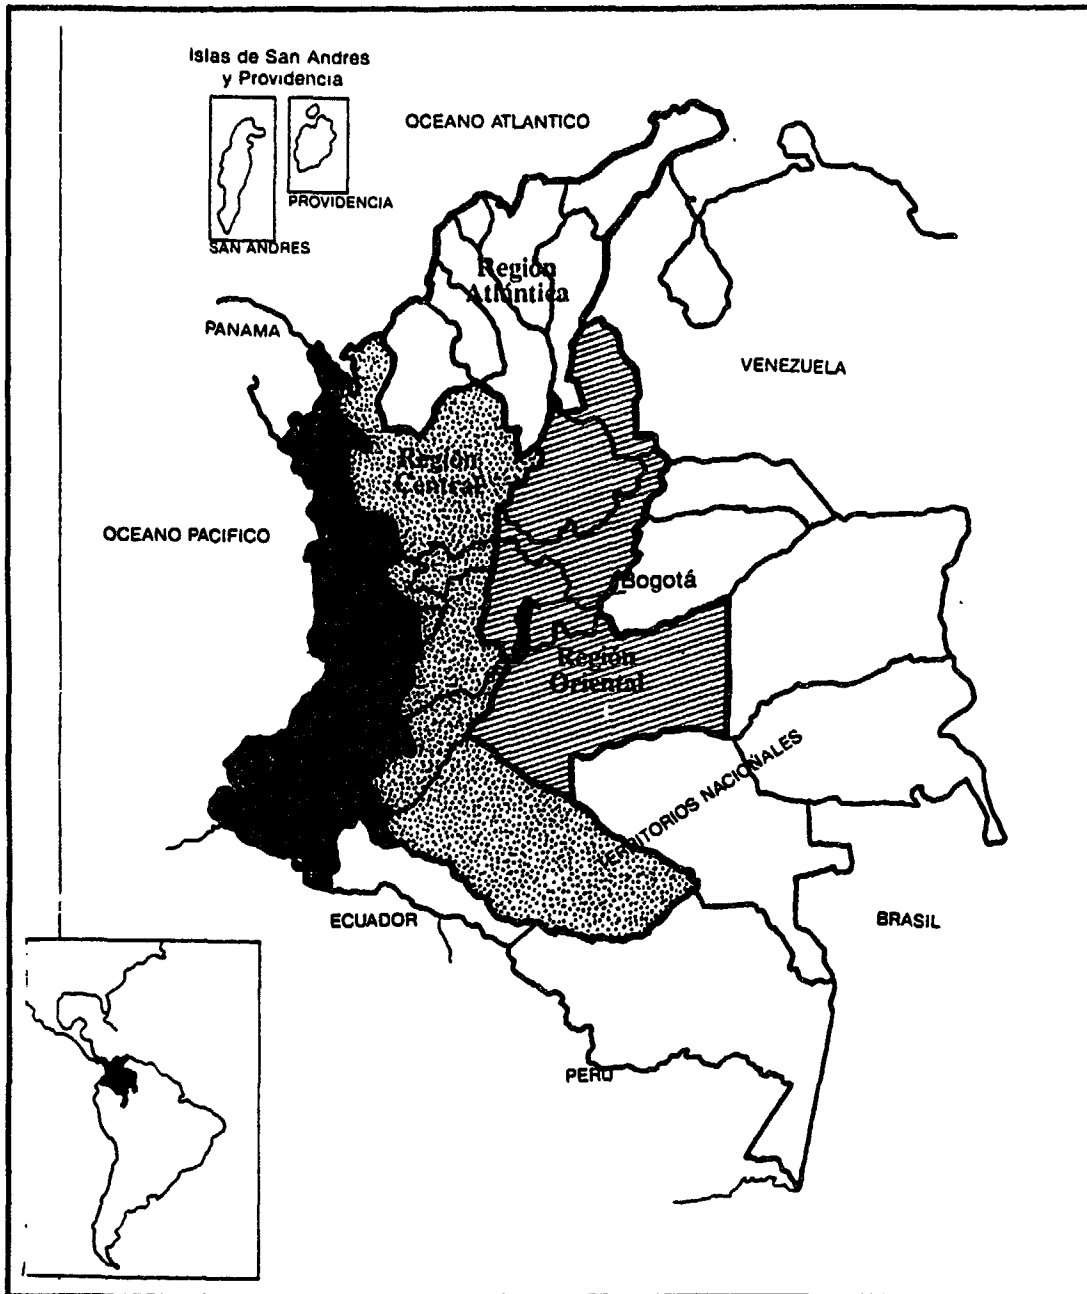 Islas de San Andres
y Providencia
OCEANO ATLANTICO
PROVIDENCIA
SAN ANDRES
Región
Atlántica
PANAMA
VENEZUELA
Región
Central
OCEANO PACIFICO
Bogotá
Región
Oriental
TERRITORIOS NACIONALES
ECUADOR
BRASIL
PERU